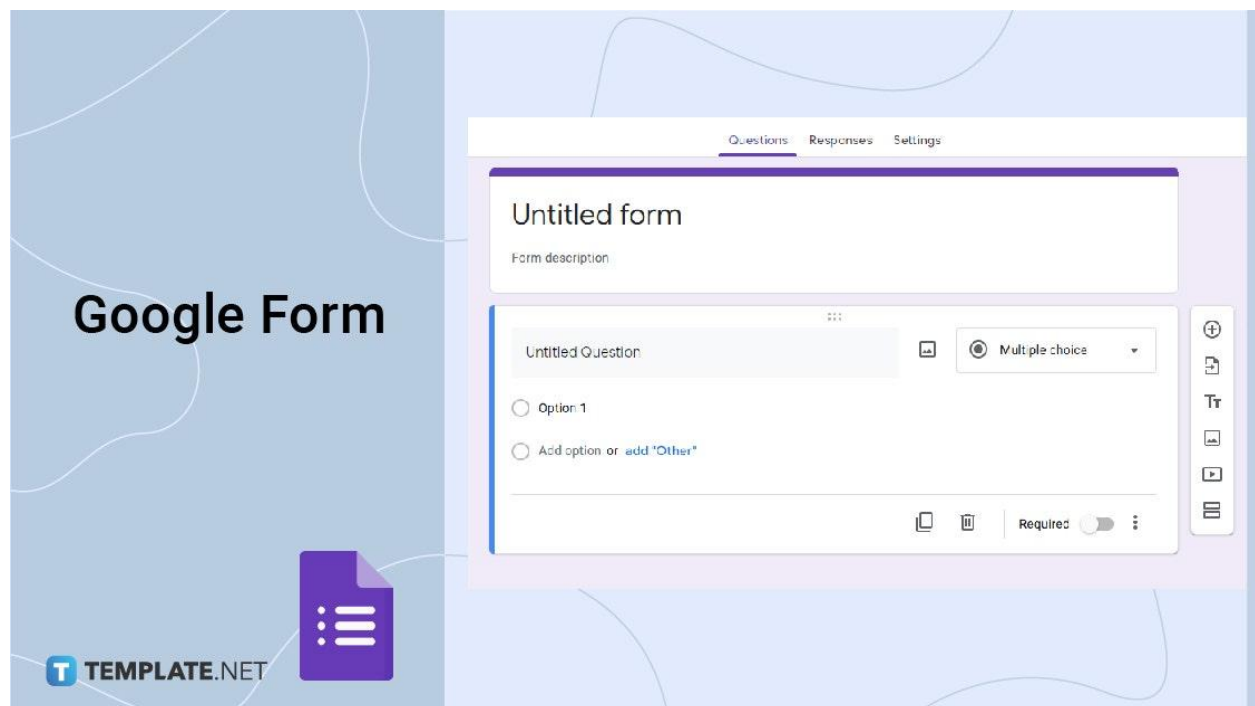 Google Form
TEMPLATE.NET
Questions Responses Settings
Untitled form
Form description
Untitled Question
Multiple choice
Option 1
Add option or add "Other"
Required
Tт